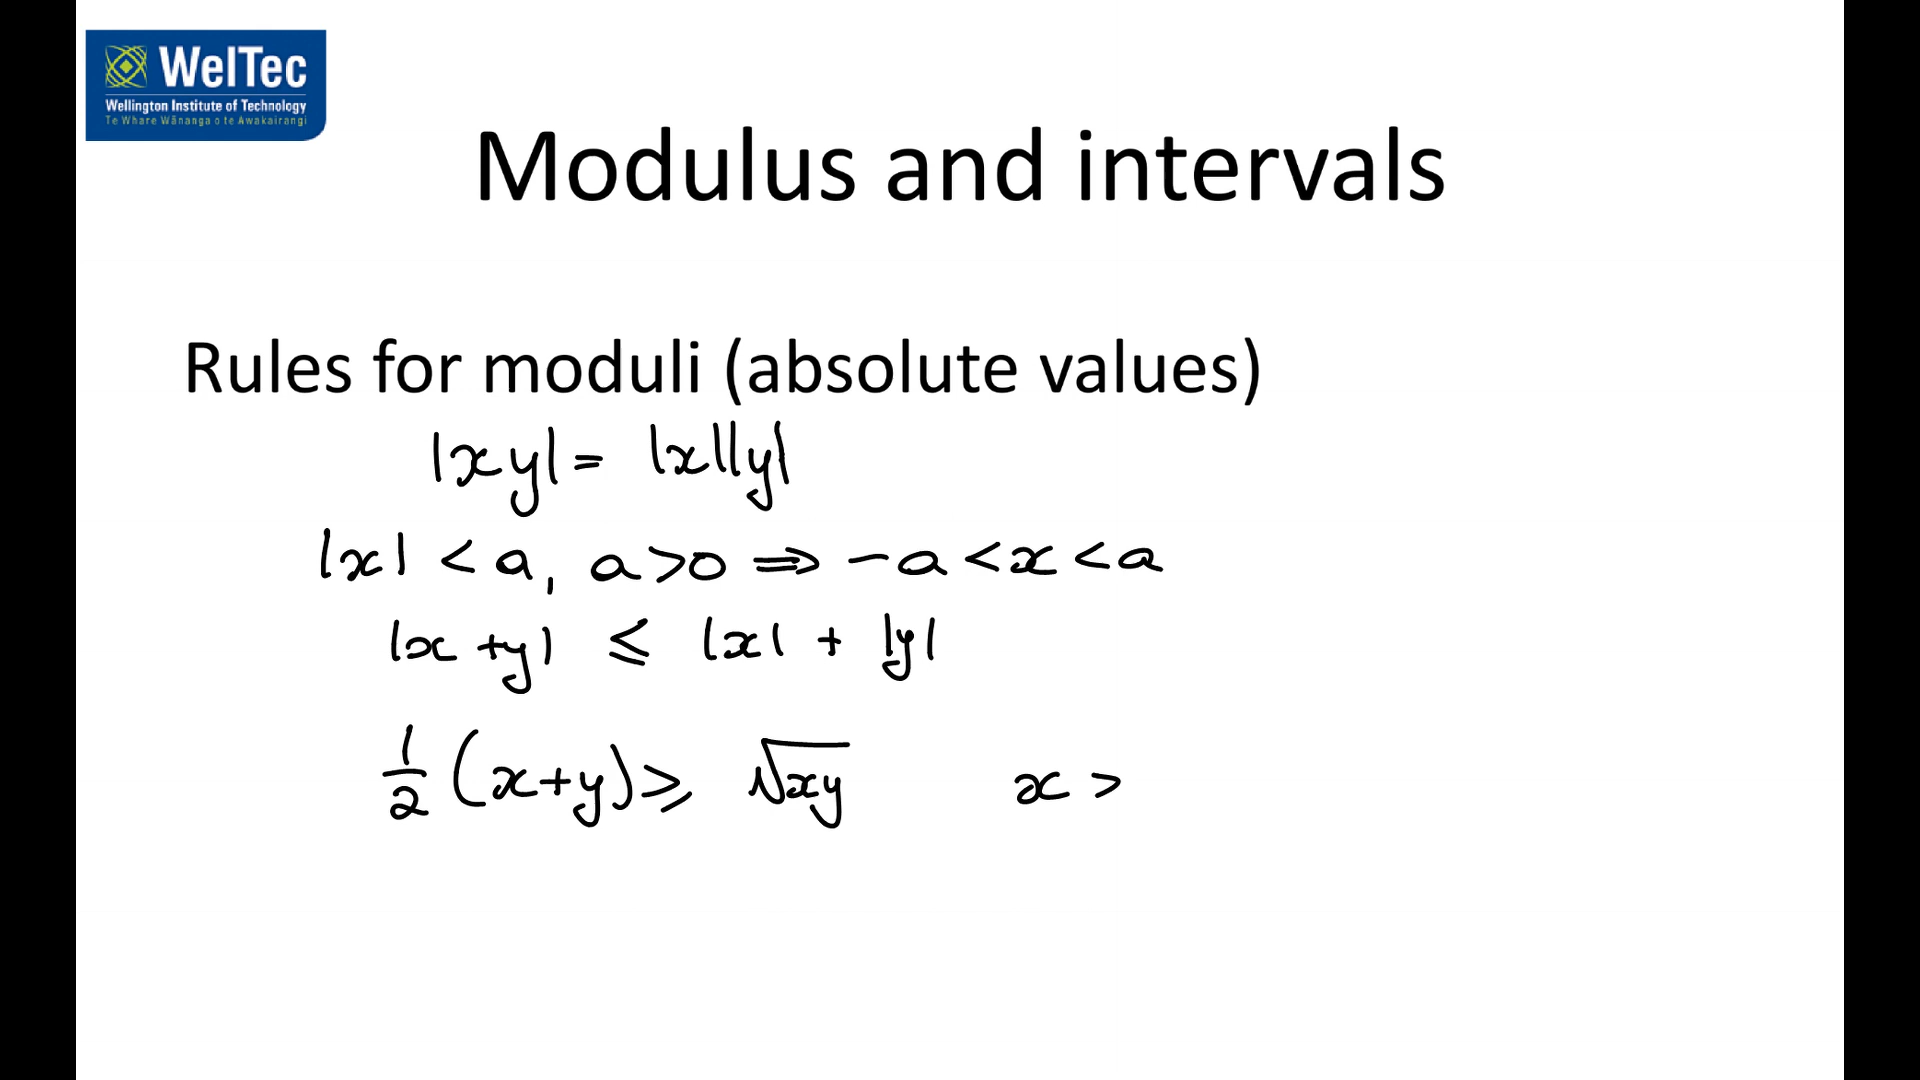 WelTec
Wellington Institute of Technology
Te Whare Wānanga o te Awakairangi
Modulus and intervals
Rules for moduli (absolute values)
|xy| = |x||y|
|x| < a, a > 0 ⇒ -a < x < a
|x + y| ≤ |x| + |y|
1/2 (x+y) ≥ √xy x >